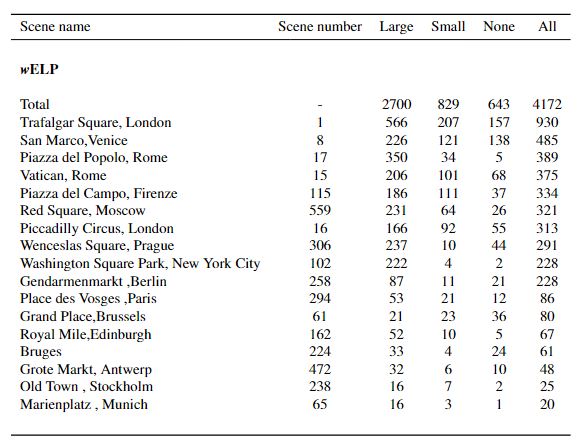 Scene name Scene number Large Small None All
wELP
Total - 2700 829 643 4172
Trafalgar Square, London 1 566 207 157 930
San Marco,Venice 8 226 121 138 485
Piazza del Popolo, Rome 17 350 34 5 389
Vatican, Rome 15 206 101 68 375
Piazza del Campo, Firenze 115 186 111 37 334
Red Square, Moscow 559 231 64 26 321
Piccadilly Circus, London 16 166 92 55 313
Wenceslas Square, Prague 306 237 10 44 291
Washington Square Park, New York City 102 222 4 2 228
Gendarmenmarkt ,Berlin 258 87 11 21 228
Place des Vosges ,Paris 294 53 21 12 86
Grand Place,Brussels 61 21 23 36 80
Royal Mile,Edinburgh 162 52 10 5 67
Bruges 224 33 4 24 61
Grote Markt, Antwerp 472 32 6 10 48
Old Town , Stockholm 238 16 7 2 25
Marienplatz , Munich 65 16 3 1 20